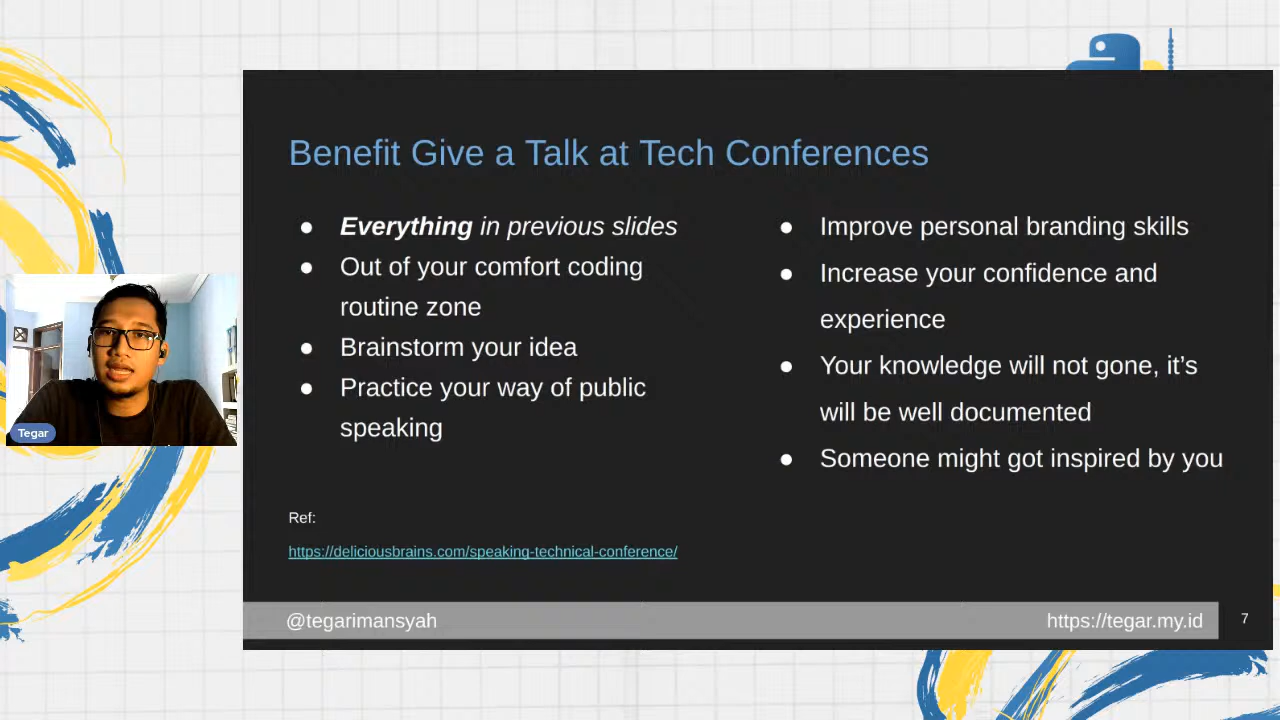 Benefit Give a Talk at Tech Conferences
● Everything in previous slides
● Out of your comfort coding
routine zone
● Brainstorm your idea
● Practice your way of public
speaking
● Improve personal branding skills
● Increase your confidence and
experience
● Your knowledge will not gone, it’s
will be well documented
● Someone might got inspired by you
Ref:
https://deliciousbrains.com/speaking-technical-conference/
@tegarimansyah
https://tegar.my.id
7
Tegar